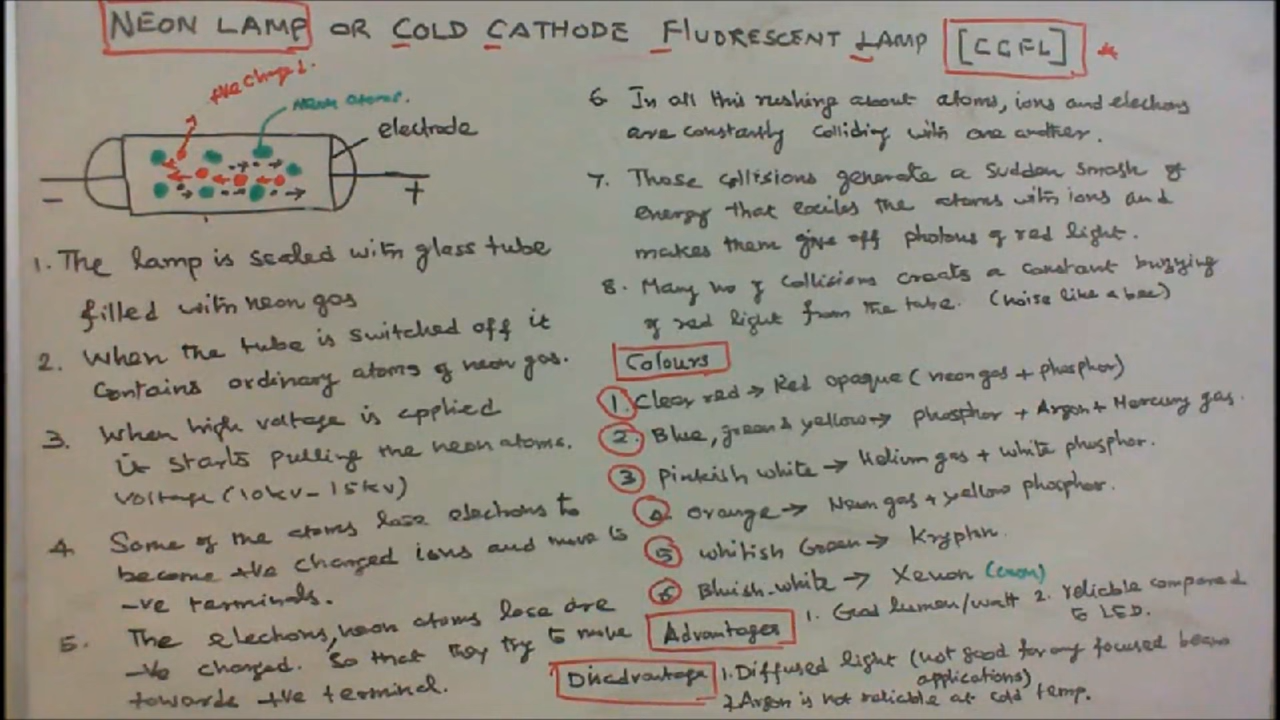 NEON LAMP OR COLD CATHODE FLUORESCENT LAMP [CCFL]
+ve charged.
Neon atoms.
electrode
- +
1. The lamp is sealed with glass tube
filled with neon gas
2. When the tube is switched off it
contains ordinary atoms of neon gas.
3. When high voltage is applied
it starts pulling the neon atoms.
voltage (10kv-15kv)
4. Some of the atoms lose electrons to
become +ve charged ions and move to
-ve terminals.
5. The electrons, neon atoms lose are
-ve charged. So that they try to move
towards +ve terminal.
6 In all this rushing about atoms, ions and electrons
are constantly colliding with one another.
7. Those collisions generate a sudden smash of
energy that excites the atoms with ions and
makes them give off photons of red light.
8. Many no of collisions creats a constant buzzing
of red light from the tube. (noise like a bee)
Colours
1. Clear red → Red opaque (neon gas + phosphor)
2. Blue, green & yellow → phosphor + Argon + Mercury gas.
3 Pinkish white → Helium gas + white phosphor.
4. Orange → Neon gas + yellow phosphor.
5 Whitish Green → Krypton.
6 Bluish-white → Xenon
Advantages 1. Good lumen/watt 2. reliable compared
to LED.
Disadvantage 1. Diffused light (not good for any focused beam
applications)
2 Argon is not reliable at cold temp.